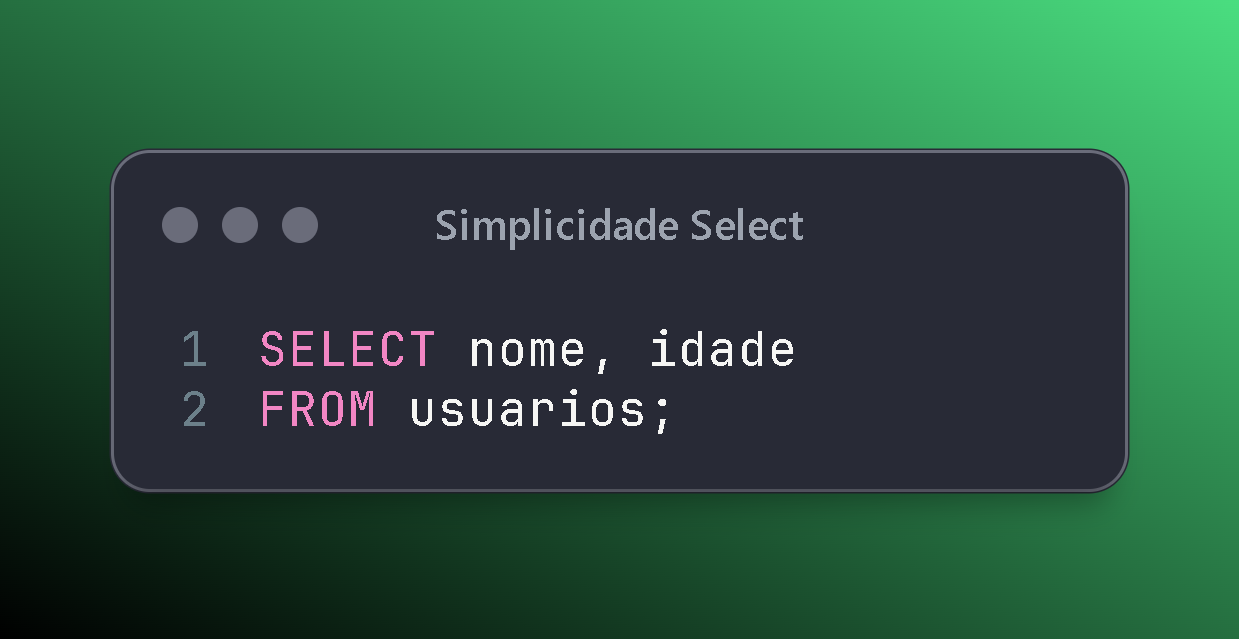 Simplicidade Select
1 SELECT nome, idade
2 FROM usuarios;